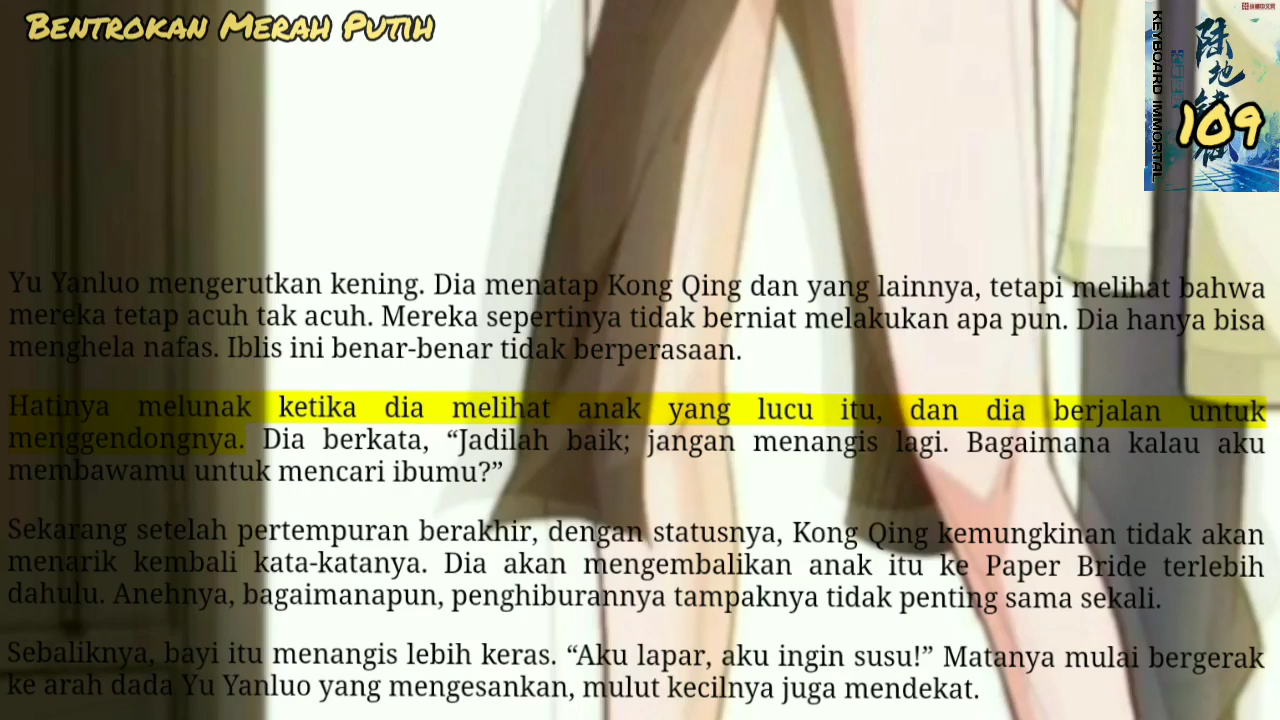 BENTROKAN MERAH PUTIH
KEYBOARD IMMORTAL
陆地键仙
109
Yu Yanluo mengerutkan kening. Dia menatap Kong Qing dan yang lainnya, tetapi melihat bahwa
mereka tetap acuh tak acuh. Mereka sepertinya tidak berniat melakukan apa pun. Dia hanya bisa
menghela nafas. Iblis ini benar-benar tidak berperasaan.
Hatinya melunak ketika dia melihat anak yang lucu itu, dan dia berjalan untuk
menggendongnya. Dia berkata, “Jadilah baik; jangan menangis lagi. Bagaimana kalau aku
membawamu untuk mencari ibumu?”
Sekarang setelah pertempuran berakhir, dengan statusnya, Kong Qing kemungkinan tidak akan
menarik kembali kata-katanya. Dia akan mengembalikan anak itu ke Paper Bride terlebih
dahulu. Anehnya, bagaimanapun, penghiburannya tampaknya tidak penting sama sekali.
Sebaliknya, bayi itu menangis lebih keras. “Aku lapar, aku ingin susu!” Matanya mulai bergerak
ke arah dada Yu Yanluo yang mengesankan, mulut kecilnya juga mendekat.